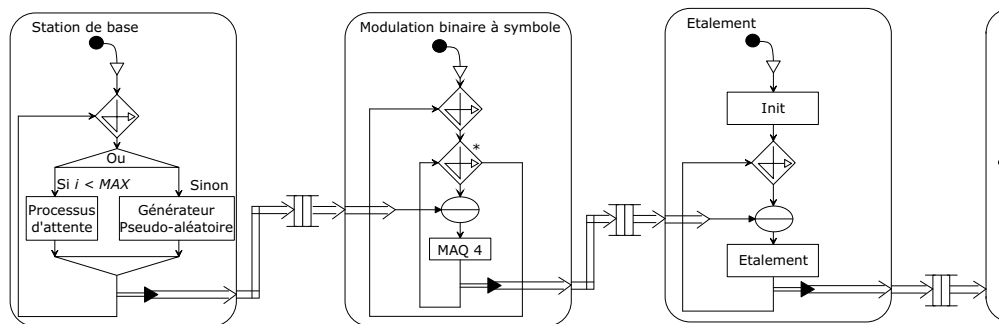 Station de base
Ou
Si i < MAX
Sinon
Processus
d'attente
Générateur
Pseudo-aléatoire
Modulation binaire à symbole
*
MAQ 4
Etalement
Init
Etalement